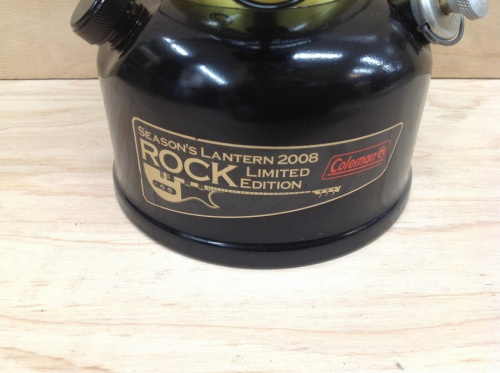 SEASON'S LANTERN 2008
ROCK LIMITED
EDITION
Coleman